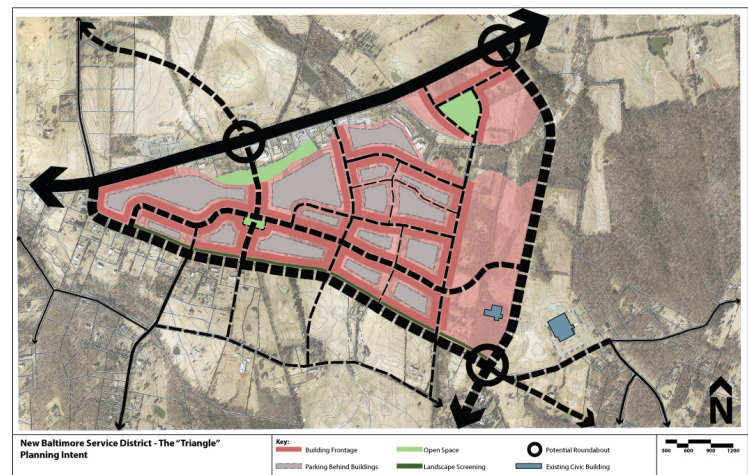 N
New Baltimore Service District - The "Triangle"
Planning Intent
Key:
Building Frontage
Open Space
Potential Roundabout
Parking Behind Buildings
Landscape Screening
Existing Civic Building
300 600 900 1200